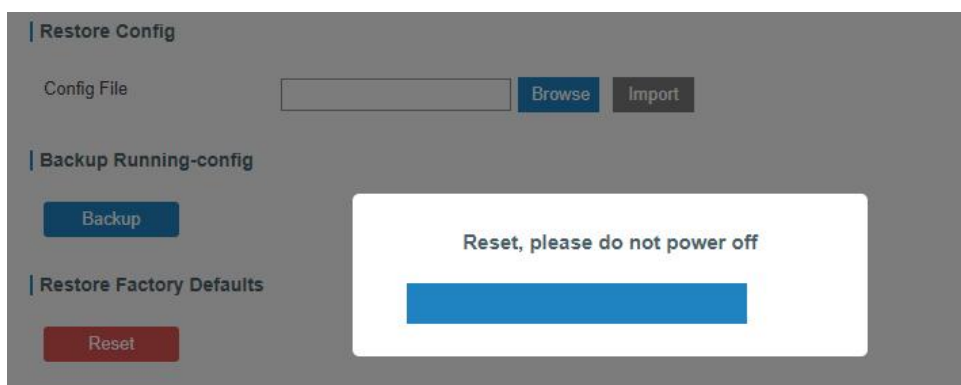 Restore Config
Config File
Browse
Import
Backup Running-config
Backup
Reset, please do not power off
Restore Factory Defaults
Reset